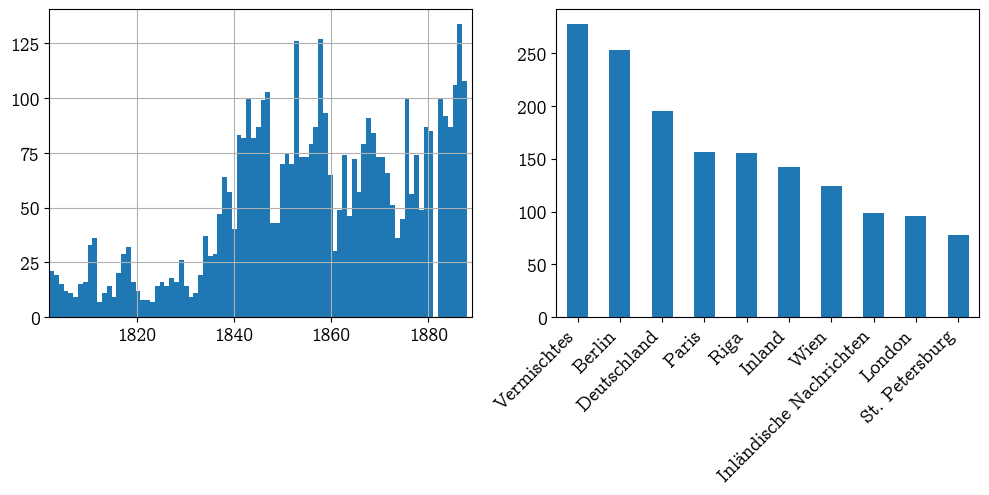 125
100
75
50
25
0
1820 1840 1860 1880
250
200
150
100
50
0
Vermischtes
Berlin
Deutschland
Paris
Riga
Inland
Wien
Inländische Nachrichten
London
St. Petersburg